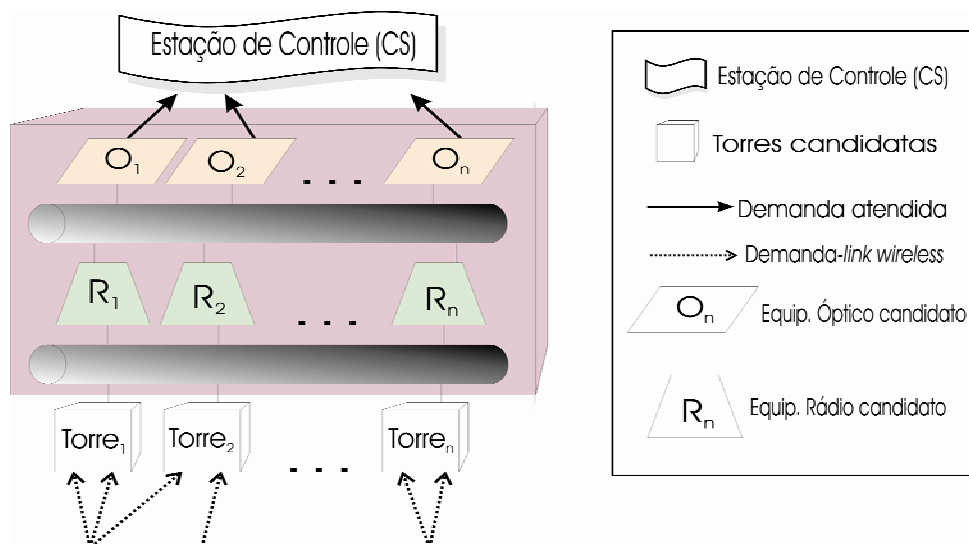 Estação de Controle (CS)
O1 O2 . . . On
R1 R2 . . . Rn
Torre1 Torre2 . . . Torren
Estação de Controle (CS)
Torres candidatas
Demanda atendida
Demanda-link wireless
On Equip. Óptico candidato
Rn Equip. Rádio candidato